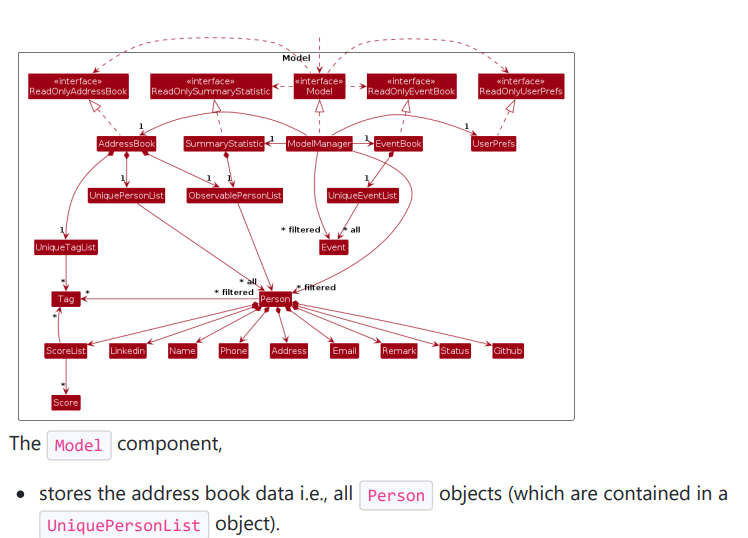 Model
«interface»
ReadOnlyAddressBook
«interface»
ReadOnlySummaryStatistic
«interface»
Model
«interface»
ReadOnlyEventBook
«interface»
ReadOnlyUserPrefs
1
1
1
1
AddressBook
SummaryStatistic
ModelManager
EventBook
UserPrefs
1
1
1
1
UniquePersonList
ObservablePersonList
UniqueEventList
1
* filtered
* all
UniqueTagList
Event
* all
* filtered
* filtered
*
*
Tag
Person
*
ScoreList
Linkedin
Name
Phone
Address
Email
Remark
Status
Github
*
Score
The Model component,
• stores the address book data i.e., all Person objects (which are contained in a
UniquePersonList object).